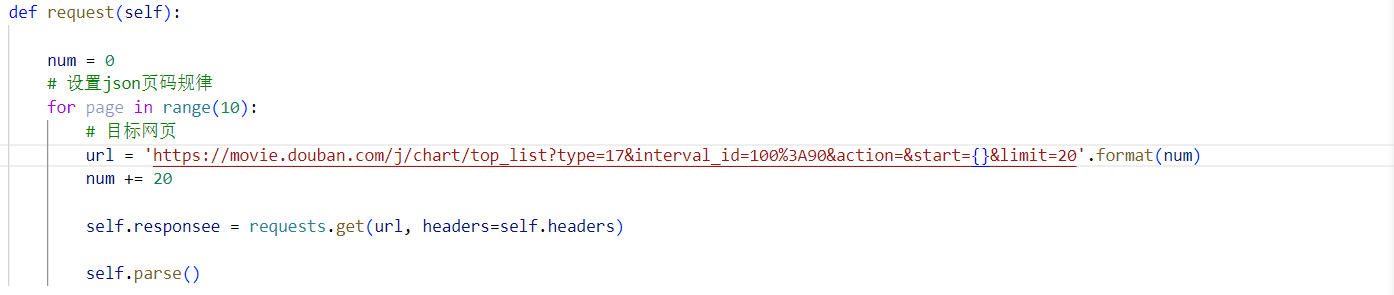 def request(self):
num = 0
# 设置json页码规律
for page in range(10):
# 目标网页
url = 'https://movie.douban.com/j/chart/top_list?type=17&interval_id=100%3A90&action=&start={}&limit=20'.format(num)
num += 20
self.responsee = requests.get(url, headers=self.headers)
self.parse()